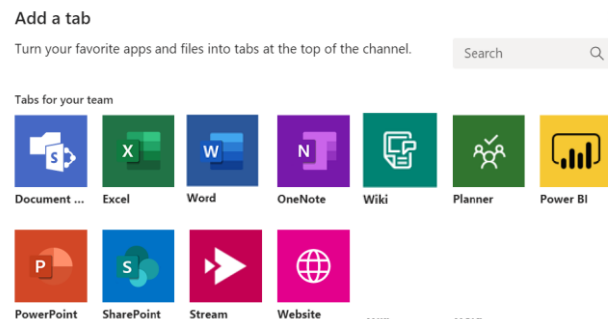 Add a tab
Turn your favorite apps and files into tabs at the top of the channel.
Search
Tabs for your team
S X W N
Document ... Excel Word OneNote Wiki Planner Power BI
P S
PowerPoint SharePoint Stream Website